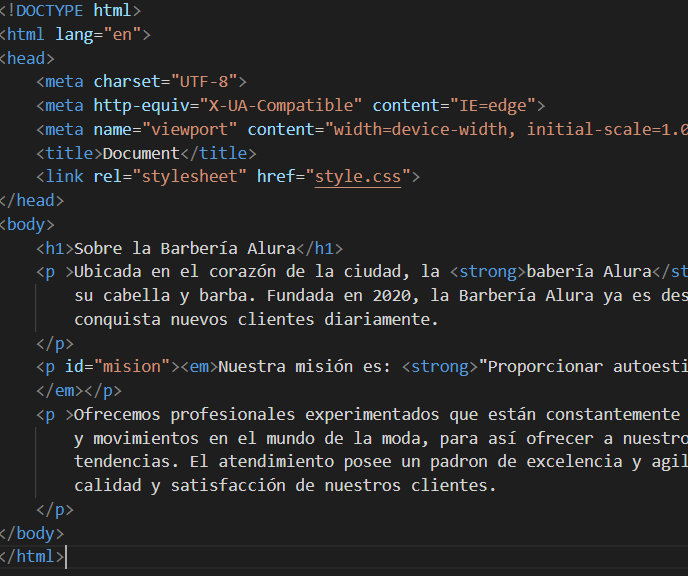 <!DOCTYPE html>
<html lang="en">
<head>
<meta charset="UTF-8">
<meta http-equiv="X-UA-Compatible" content="IE=edge">
<meta name="viewport" content="width=device-width, initial-scale=1.0
<title>Document</title>
<link rel="stylesheet" href="style.css">
</head>
<body>
<h1>Sobre la Barbería Alura</h1>
<p >Ubicada en el corazón de la ciudad, la <strong>babería Alura</st
su cabella y barba. Fundada en 2020, la Barbería Alura ya es des
conquista nuevos clientes diariamente.
</p>
<p id="mision"><em>Nuestra misión es: <strong>"Proporcionar autoesti
</em></p>
<p >Ofrecemos profesionales experimentados que están constantemente
y movimientos en el mundo de la moda, para así ofrecer a nuestro
tendencias. El atendimiento posee un padron de excelencia y agil
calidad y satisfacción de nuestros clientes.
</p>
</body>
</html>